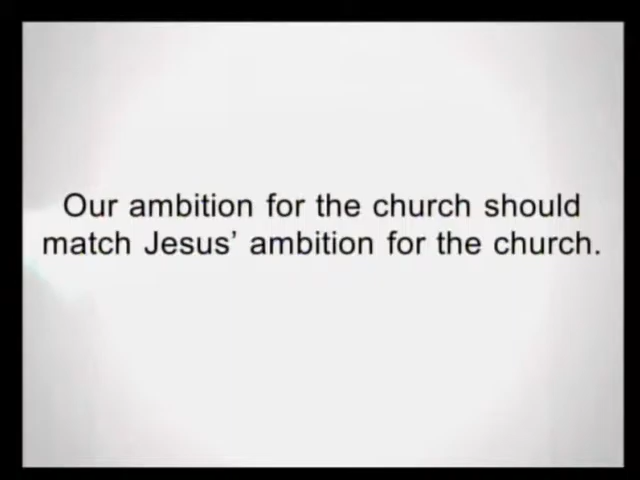 Our ambition for the church should
match Jesus’ ambition for the church.